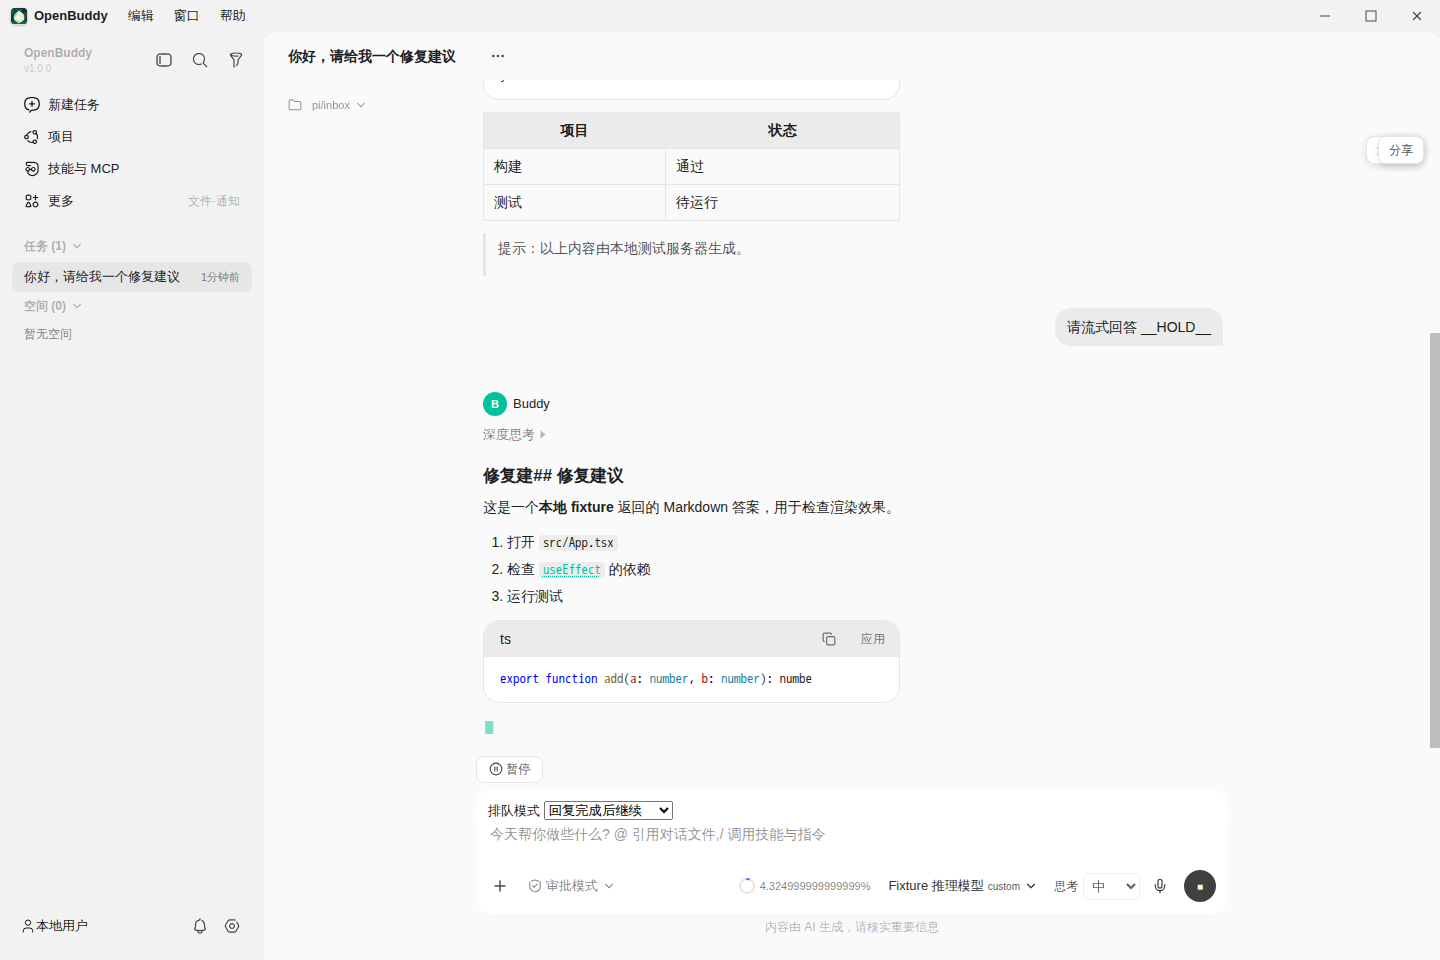 OpenBuddy 编辑 窗口 帮助
OpenBuddy
v1.0.0
新建任务
项目
技能与 MCP
更多 文件·通知
任务 (1)
你好，请给我一个修复建议 1分钟前
空间 (0)
暂无空间
本地用户
你好，请给我一个修复建议 ···
pi/inbox
分享
项目 状态
构建 通过
测试 待运行
提示：以上内容由本地测试服务器生成。
请流式回答 __HOLD__
B Buddy
深度思考
修复建## 修复建议
这是一个本地 fixture 返回的 Markdown 答案，用于检查渲染效果。
1. 打开 src/App.tsx
2. 检查 useEffect 的依赖
3. 运行测试
ts 应用
export function add(a: number, b: number): numbe
暂停
排队模式 回复完成后继续
今天帮你做些什么? @ 引用对话文件,/ 调用技能与指令
审批模式 4.324999999999999% Fixture 推理模型 custom 思考 中
内容由 AI 生成，请核实重要信息